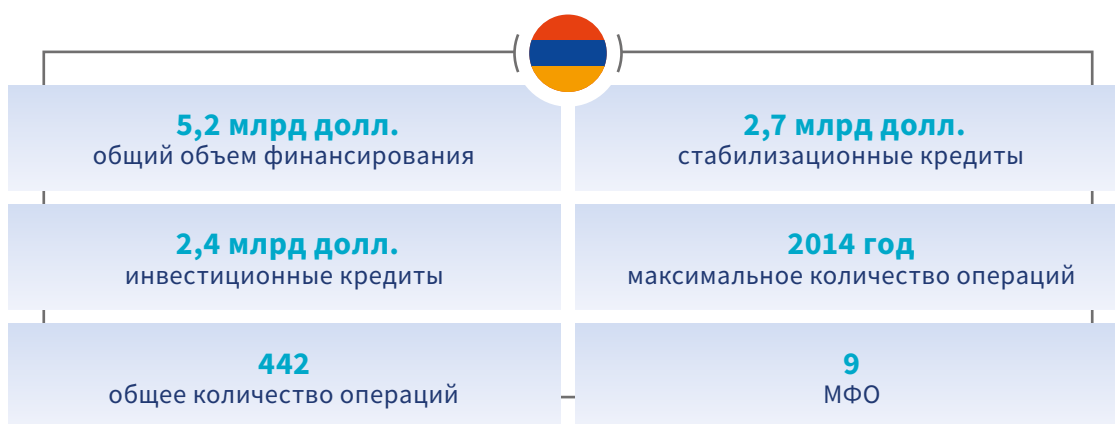 5,2 млрд долл.
общий объем финансирования
2,7 млрд долл.
стабилизационные кредиты
2,4 млрд долл.
инвестиционные кредиты
2014 год
максимальное количество операций
442
общее количество операций
9
МФО